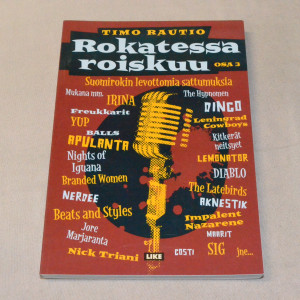 TIMO RAUTIO
Rokatessa
roiskuu OSA 3
Suomirokin levottomia sattumuksia
Mukana mm.
IRINA
The Hypnomen
DINGO
Freukkarit
Leningrad
Cowboys
YUP
BALLS
Kitkerät
neitsyet
APULANTA
LEMONATOR
Nights of
Iguana
DIABLO
Branded Women
The Latebirds
NERDEE
AKNESTIK
Beats and Styles
Impaled
Nazarene
Jore
Marjaranta
MAARIT
Nick Triani
LIKE
COSTI
SIG
jne...